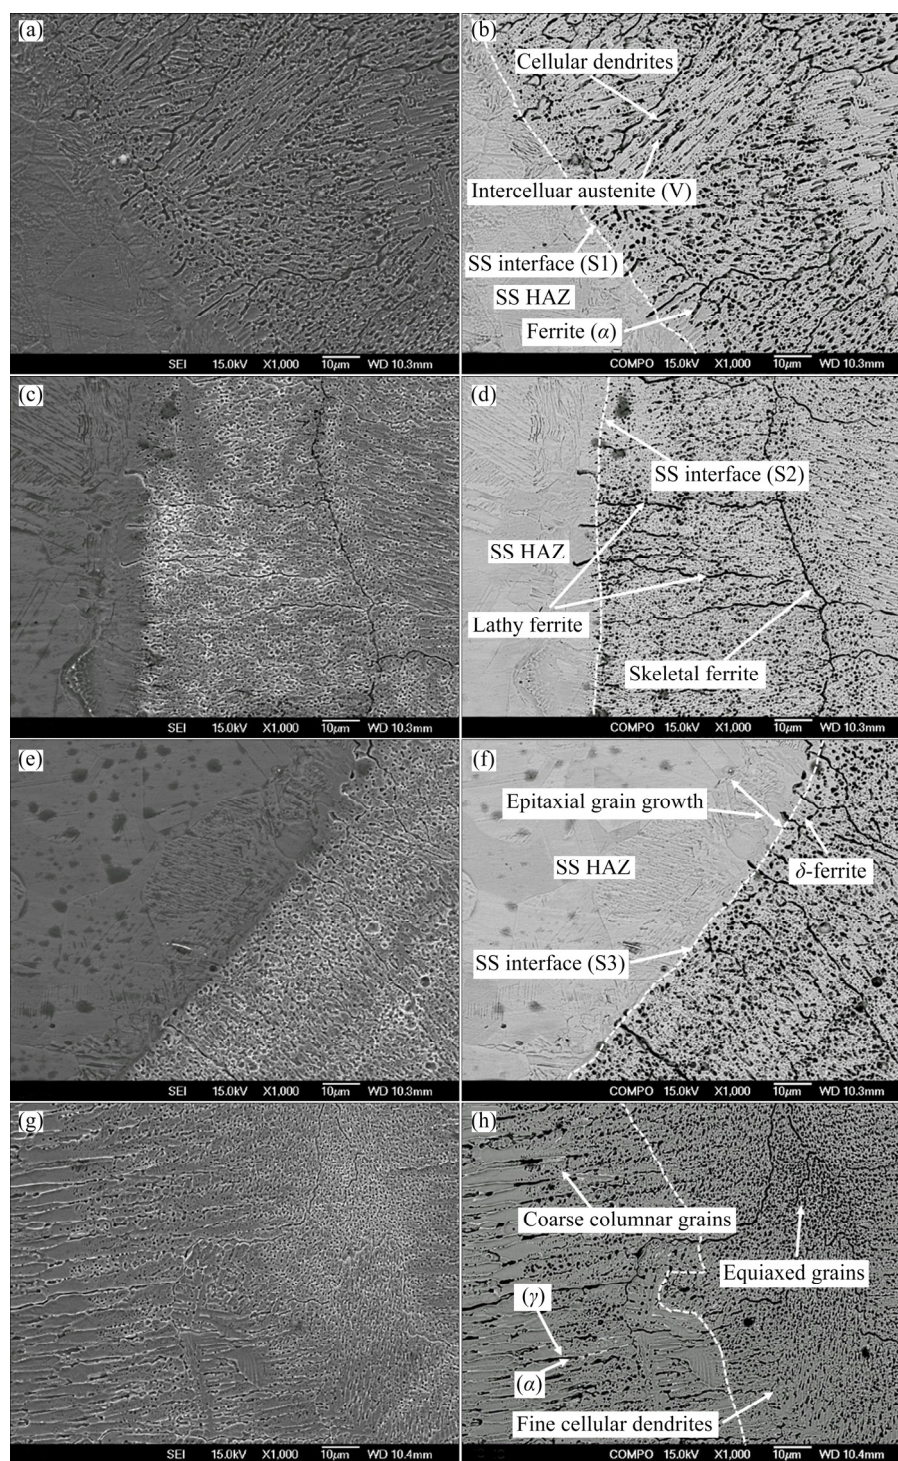 (a)
SEI 15.0kV X1,000 10μm WD 10.3mm
(b)
Cellular dendrites
Intercelluar austenite (V)
SS interface (S1)
SS HAZ
Ferrite (α)
COMPO 15.0kV X1,000 10μm WD 10.3mm
(c)
SEI 15.0kV X1,000 10μm WD 10.3mm
(d)
SS interface (S2)
SS HAZ
Lathy ferrite
Skeletal ferrite
COMPO 15.0kV X1,000 10μm WD 10.3mm
(e)
SEI 15.0kV X1,000 10μm WD 10.3mm
(f)
Epitaxial grain growth
SS HAZ
δ-ferrite
SS interface (S3)
COMPO 15.0kV X1,000 10μm WD 10.3mm
(g)
SEI 15.0kV X1,000 10μm WD 10.4mm
(h)
Coarse columnar grains
Equiaxed grains
(γ)
(α)
Fine cellular dendrites
COMPO 15.0kV X1,000 10μm WD 10.4mm